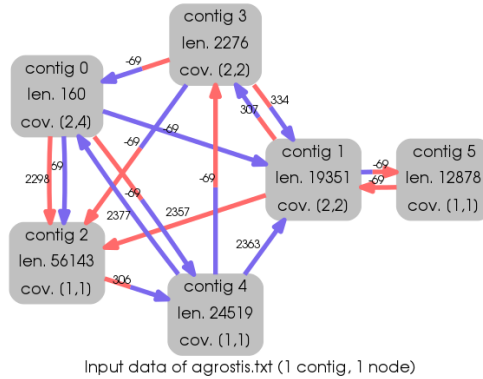 contig 3
len. 2276
cov. (2,2)
contig 0
len. 160
cov. (2,4)
-69
334
307
-69
-69
contig 1
len. 19351
cov. (2,2)
contig 5
len. 12878
cov. (1,1)
-69
-69
2298
69
-69
-69
2377
2357
contig 2
len. 56143
cov. (1,1)
2363
306
contig 4
len. 24519
cov. (1,1)
Input data of agrostis.txt (1 contig, 1 node)